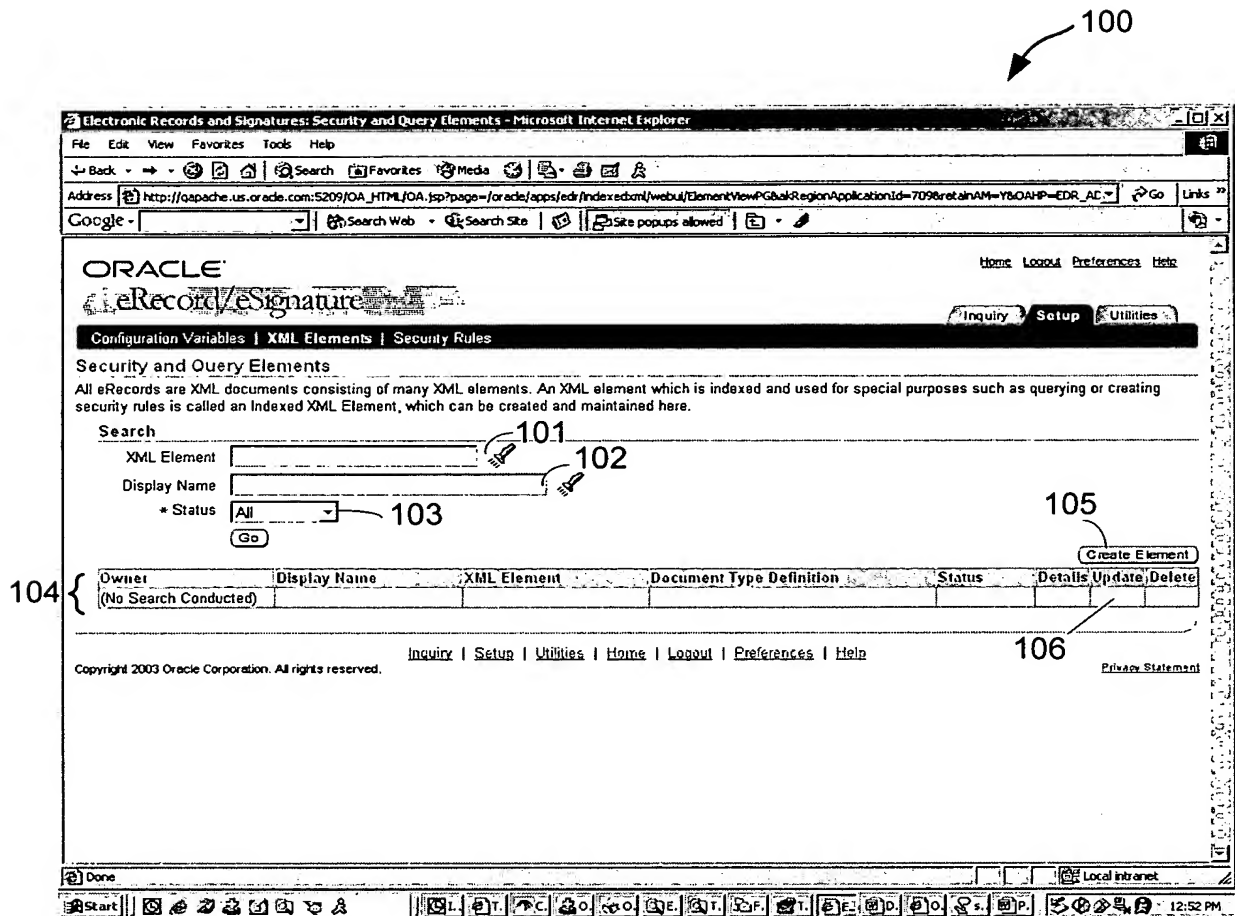 100
Electronic Records and Signatures: Security and Query Elements - Microsoft Internet Explorer
File Edit View Favorites Tools Help
Back Search Favorites Media
Address http://qapache.us.oracle.com:5209/OA_HTML/OA.jsp?page=/oracle/apps/edr/indexedxml/webui/ElementViewPG&akRegionApplicationId=709&retainAM=Y&OAHP=EDR_AD Go Links »
Google Search Web Search Site Site popups allowed
ORACLE Home Logout Preferences Help
eRecord/eSignature
Inquiry Setup Utilities
Configuration Variables | XML Elements | Security Rules
Security and Query Elements
All eRecords are XML documents consisting of many XML elements. An XML element which is indexed and used for special purposes such as querying or creating
security rules is called an Indexed XML Element, which can be created and maintained here.
Search
XML Element 101
Display Name 102
* Status All 103
Go
105
Create Element
104 { Owner Display Name XML Element Document Type Definition Status Details Update Delete
(No Search Conducted)
106
Inquiry | Setup | Utilities | Home | Logout | Preferences | Help
Copyright 2003 Oracle Corporation. All rights reserved. Privacy Statement
Done Local intranet
Start 12:52 PM